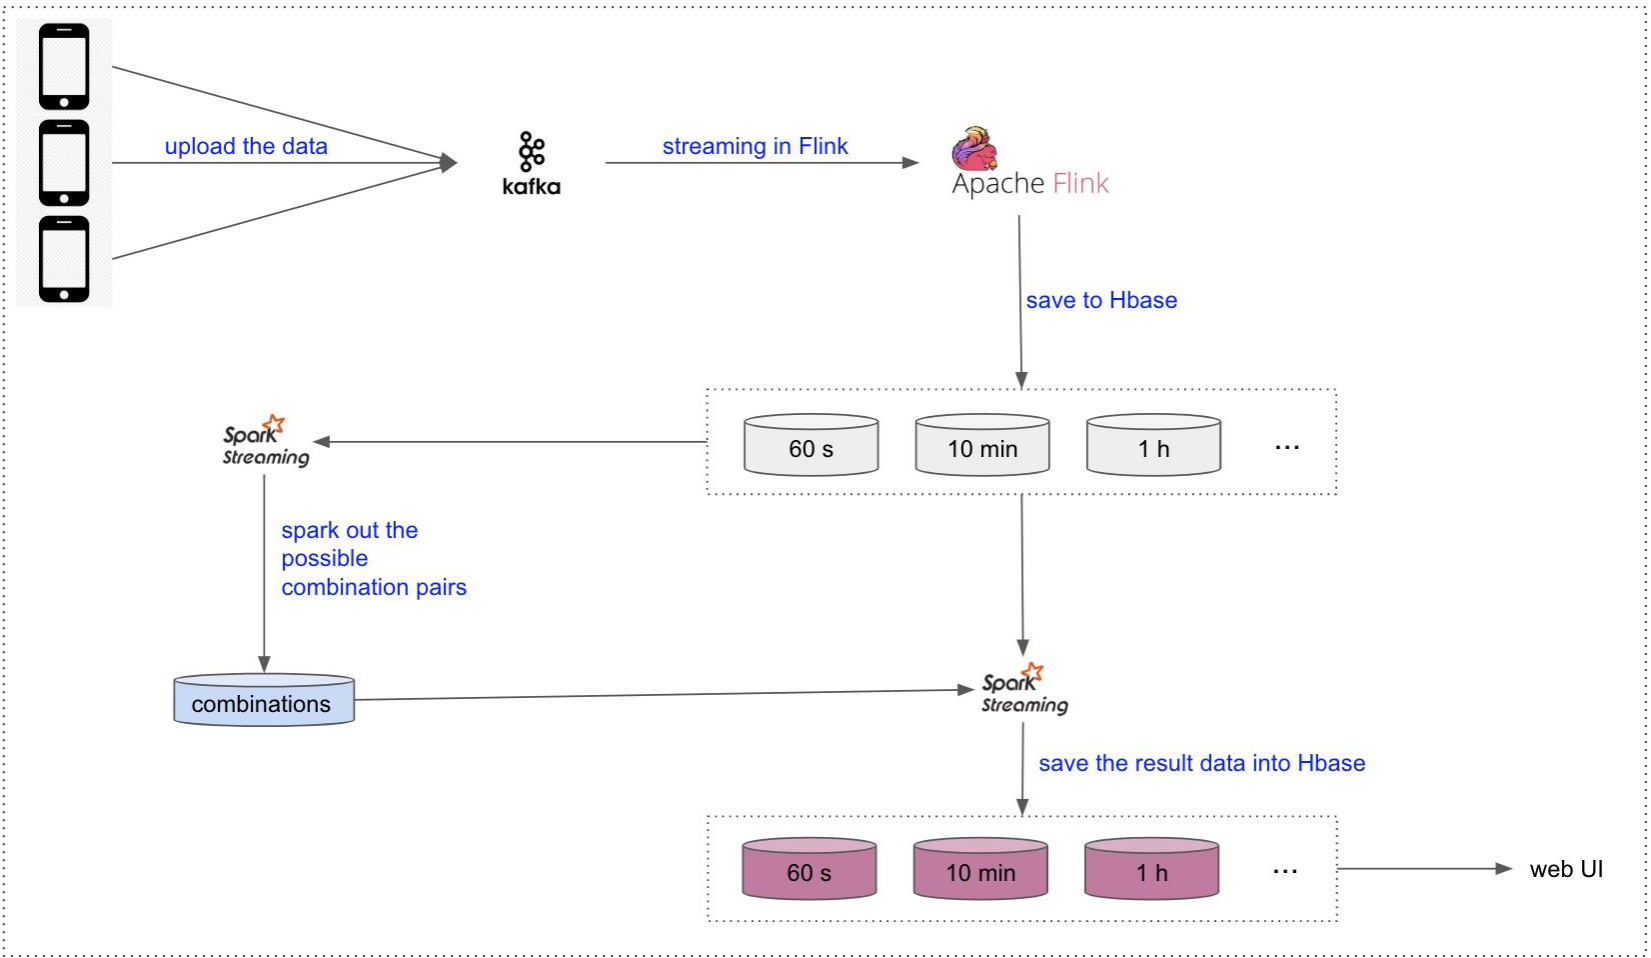 upload the data
kafka
streaming in Flink
Apache Flink
save to Hbase
Spark
Streaming
60 s
10 min
1 h
...
spark out the
possible
combination pairs
combinations
Spark
Streaming
save the result data into Hbase
60 s
10 min
1 h
...
web UI